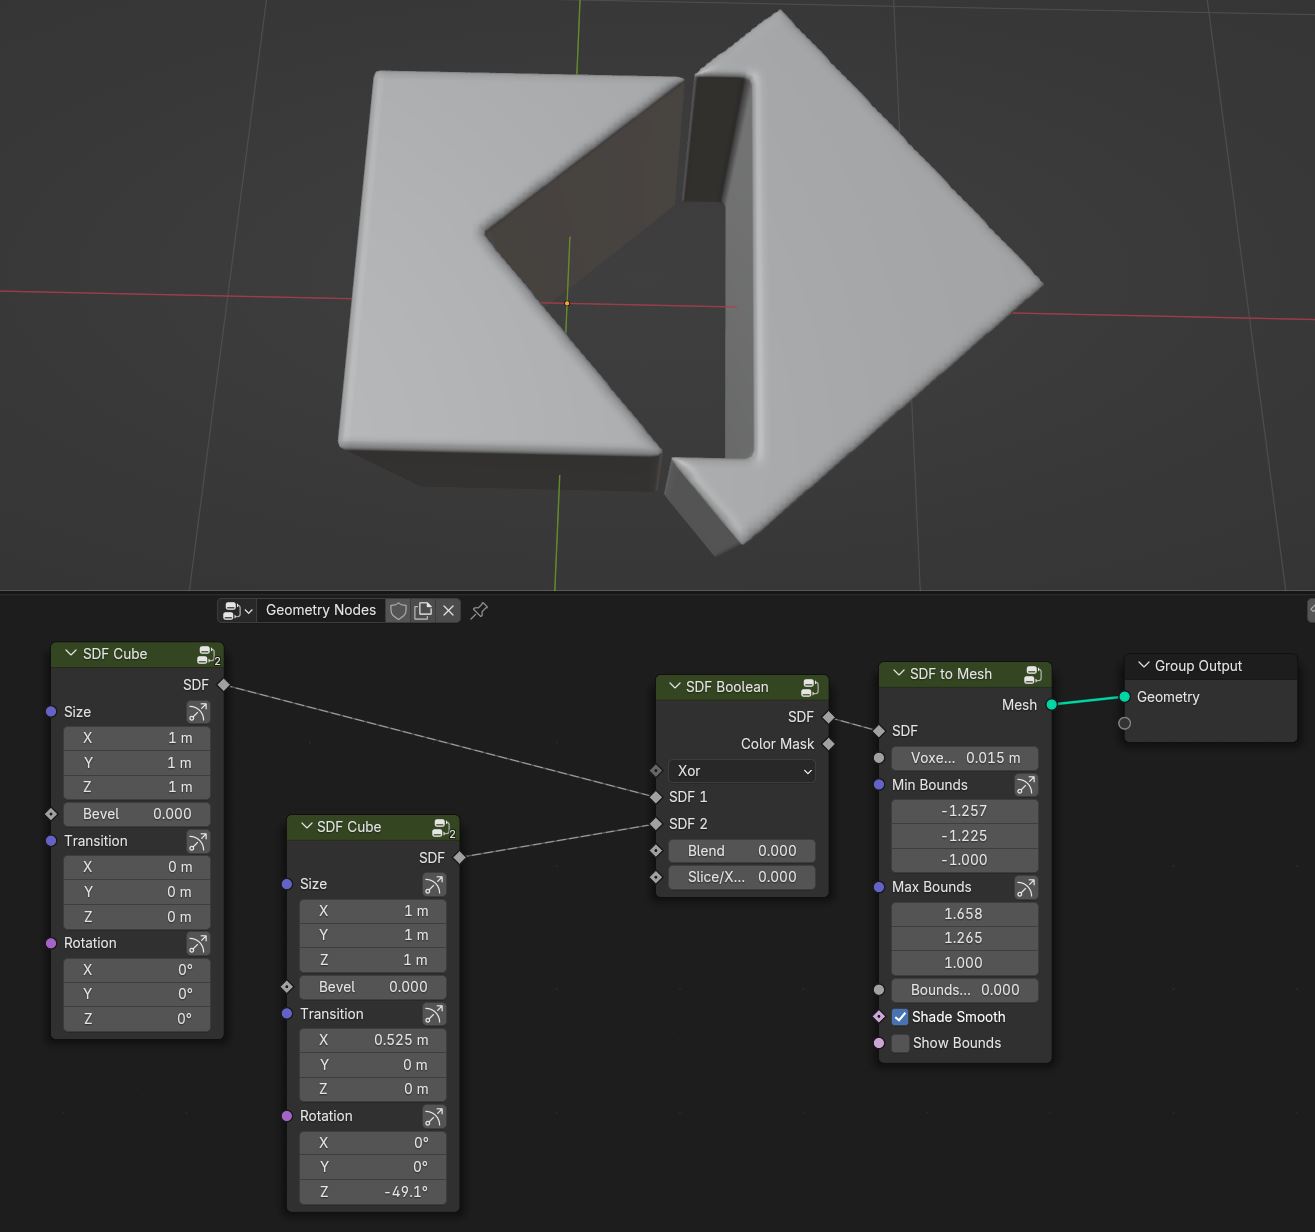 Geometry Nodes
SDF Cube
2
SDF
Size
X 1 m
Y 1 m
Z 1 m
Bevel 0.000
Transition
X 0 m
Y 0 m
Z 0 m
Rotation
X 0°
Y 0°
Z 0°
SDF Cube
2
SDF
Size
X 1 m
Y 1 m
Z 1 m
Bevel 0.000
Transition
X 0.525 m
Y 0 m
Z 0 m
Rotation
X 0°
Y 0°
Z -49.1°
SDF Boolean
SDF
Color Mask
Xor
SDF 1
SDF 2
Blend 0.000
Slice/X... 0.000
SDF to Mesh
Mesh
SDF
Voxe... 0.015 m
Min Bounds
-1.257
-1.225
-1.000
Max Bounds
1.658
1.265
1.000
Bounds... 0.000
Shade Smooth
Show Bounds
Group Output
Geometry